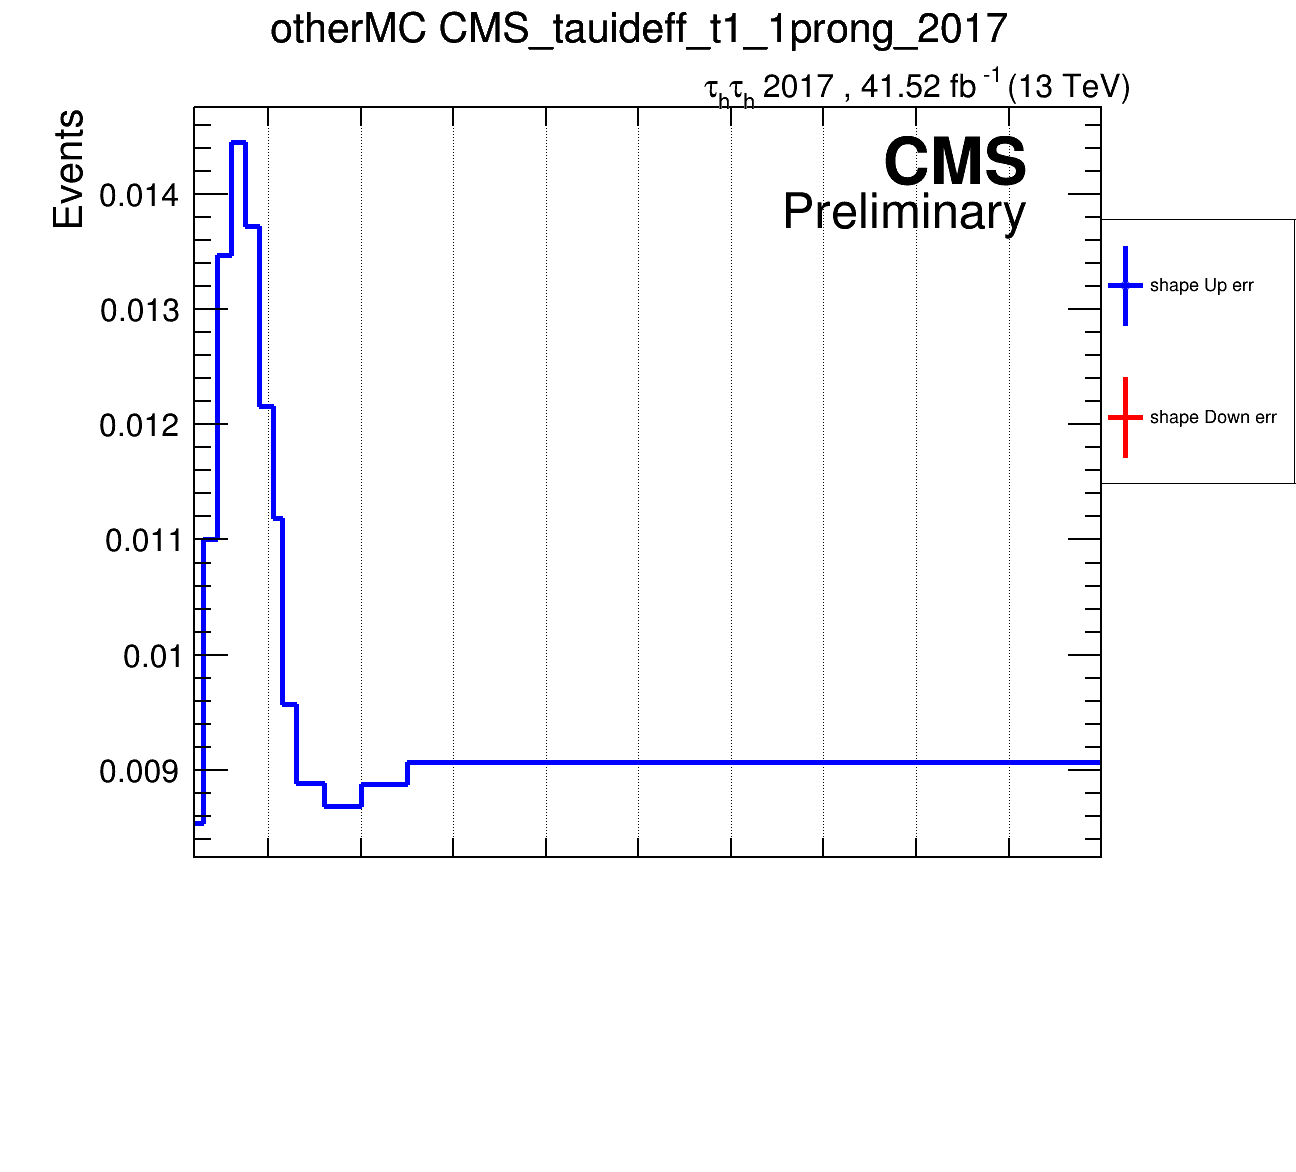 otherMC CMS_tauideff_t1_1prong_2017
τhτh 2017 , 41.52 fb -1 (13 TeV)
Events
CMS
Preliminary
0.014
0.013
0.012
0.011
0.01
0.009
shape Up err
shape Down err